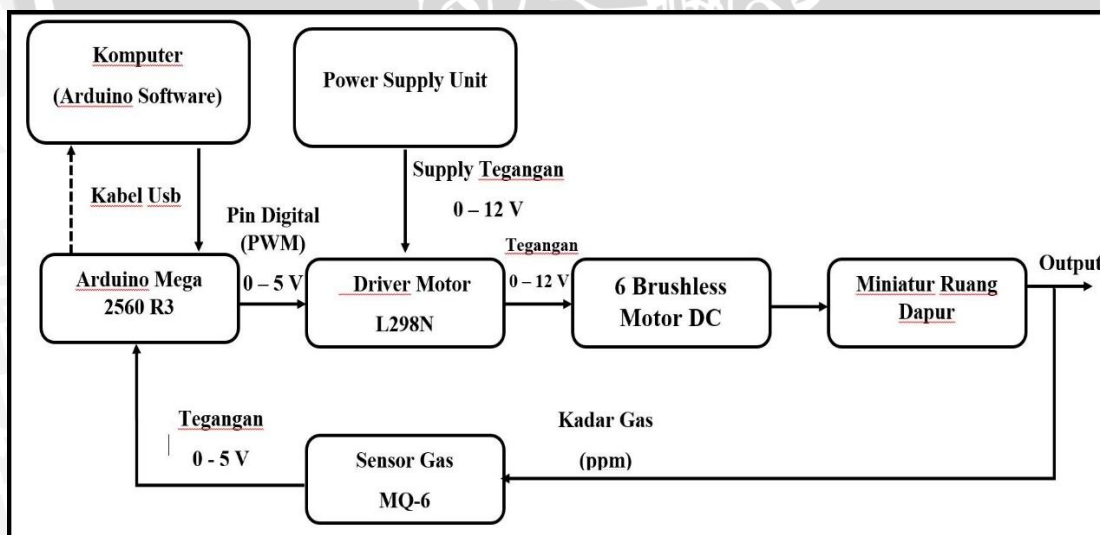 Komputer
(Arduino Software)
Power Supply Unit
Kabel Usb
Supply Tegangan
0 – 12 V
Pin Digital
(PWM)
0 – 5 V
Arduino Mega
2560 R3
Driver Motor
L298N
Tegangan
0 – 12 V
6 Brushless
Motor DC
Miniatur Ruang
Dapur
Output
Tegangan
0 - 5 V
Sensor Gas
MQ-6
Kadar Gas
(ppm)